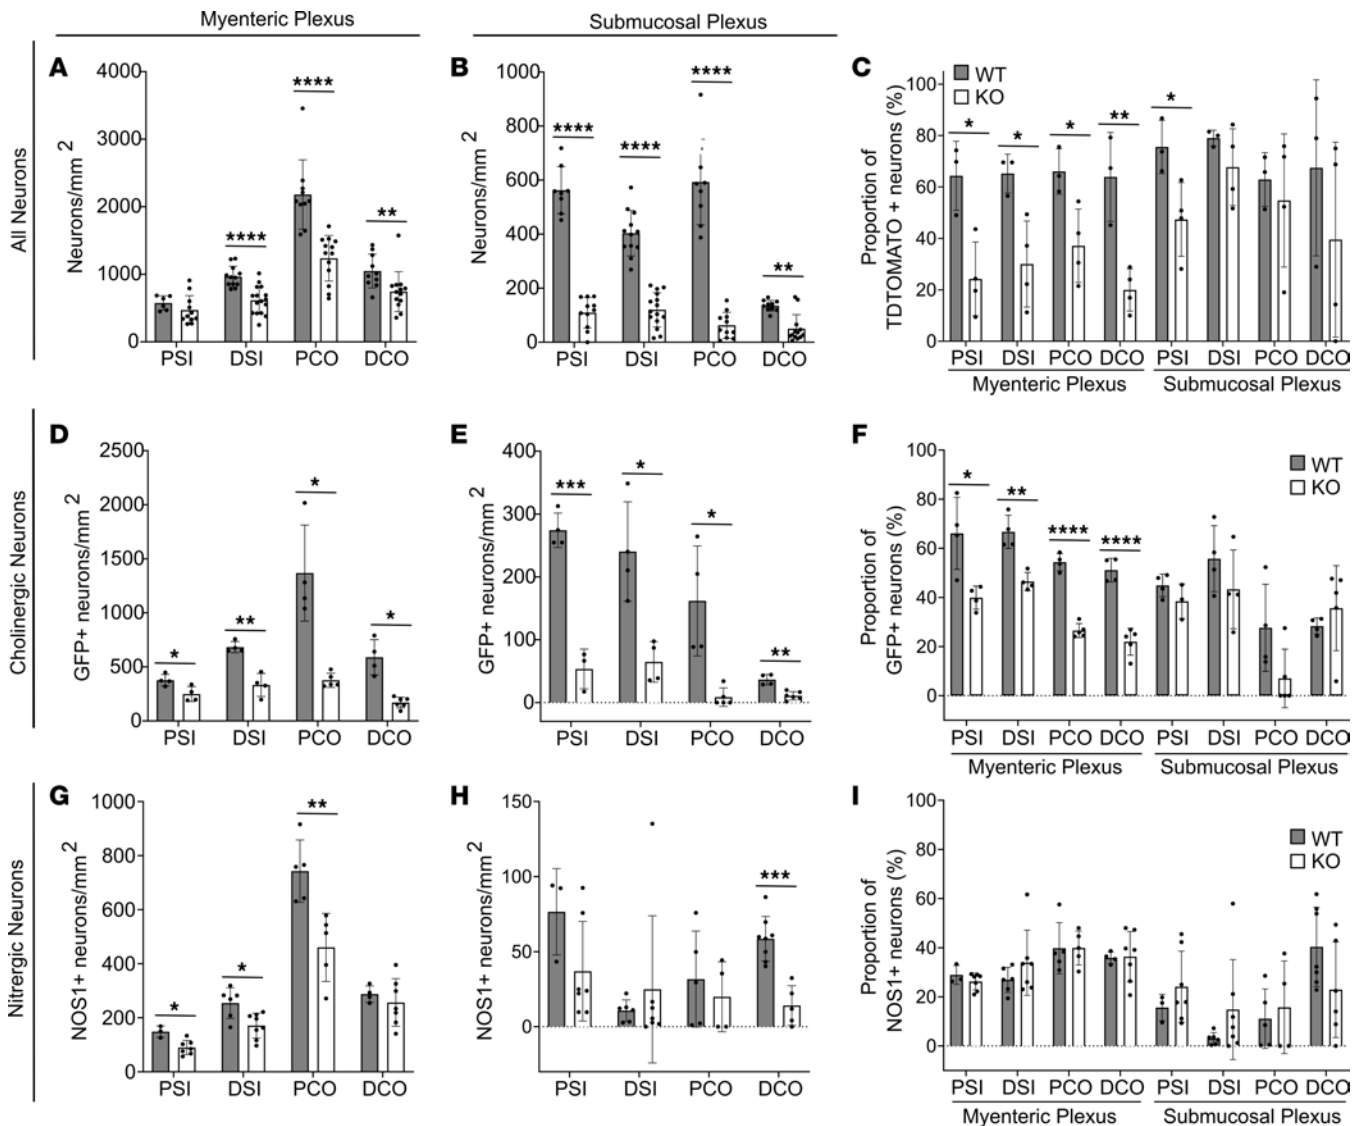 Myenteric Plexus
Submucosal Plexus
All Neurons
A
Neurons/mm 2
4000
3000
2000
1000
0
****
****
**
PSI DSI PCO DCO
B
Neurons/mm 2
1000
800
600
400
200
0
****
****
****
**
PSI DSI PCO DCO
C
Proportion of
TDTOMATO + neurons (%)
WT
KO
100
80
60
40
20
0
*
*
*
**
*
PSI DSI PCO DCO PSI DSI PCO DCO
Myenteric Plexus Submucosal Plexus
Cholinergic Neurons
D
GFP+ neurons/mm 2
2500
2000
1500
1000
500
0
*
**
*
*
PSI DSI PCO DCO
E
GFP+ neurons/mm 2
400
300
200
100
0
***
*
*
**
PSI DSI PCO DCO
F
Proportion of
GFP+ neurons (%)
100
80
60
40
20
0
WT
KO
*
**
****
****
PSI DSI PCO DCO PSI DSI PCO DCO
Myenteric Plexus Submucosal Plexus
Nitrergic Neurons
G
NOS1+ neurons/mm2
1000
800
600
400
200
0
*
*
**
PSI DSI PCO DCO
H
NOS1+ neurons/mm2
150
100
50
0
***
PSI DSI PCO DCO
I
Proportion of
NOS1+ neurons (%)
100
80
60
40
20
0
WT
KO
PSI DSI PCO DCO PSI DSI PCO DCO
Myenteric Plexus Submucosal Plexus